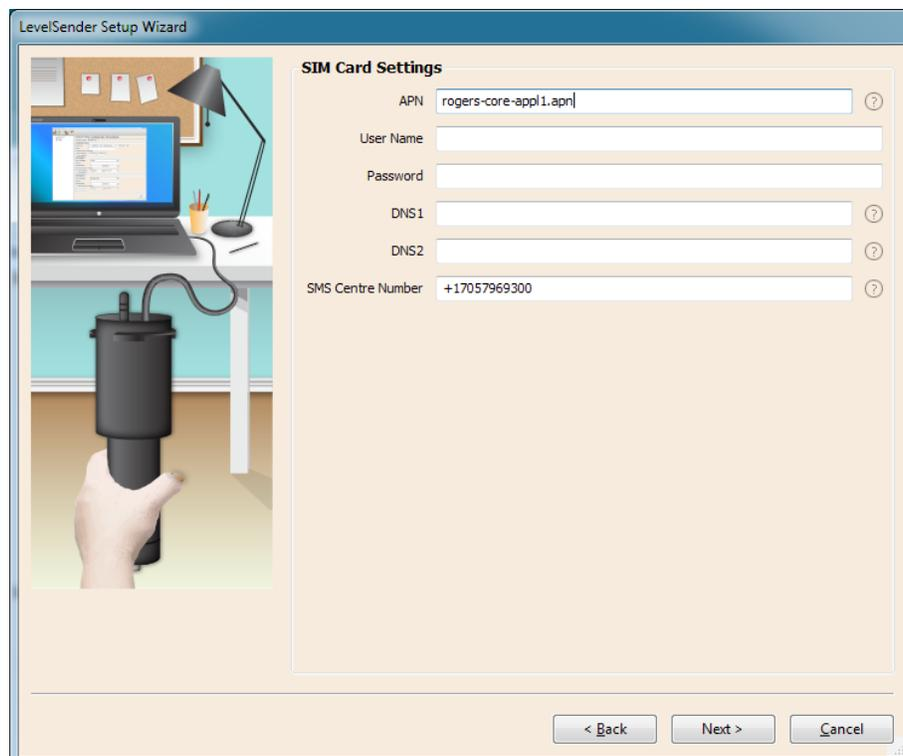 LevelSender Setup Wizard
SIM Card Settings
APN rogers-core-appl1.apn ?
User Name
Password
DNS1 ?
DNS2 ?
SMS Centre Number +17057969300 ?
< Back Next > Cancel